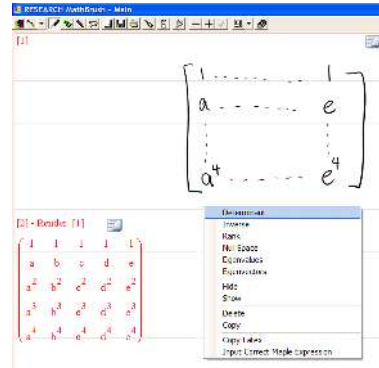 RESEARCH MathBrush - Main
[1]
1 . . . . . . 1
a - - - - - e
a⁴ - - - - - e⁴
[2] - Render [1]
1 1 1 1 1
a b c d e
a² b² c² d² e²
a³ b³ c³ d³ e³
a⁴ b⁴ c⁴ d⁴ e⁴
Determinant
Inverse
Rank
Null Space
Eigenvalues
Eigenvectors
Hide
Show
Delete
Copy
Copy Latex
Input Correct Maple Expression